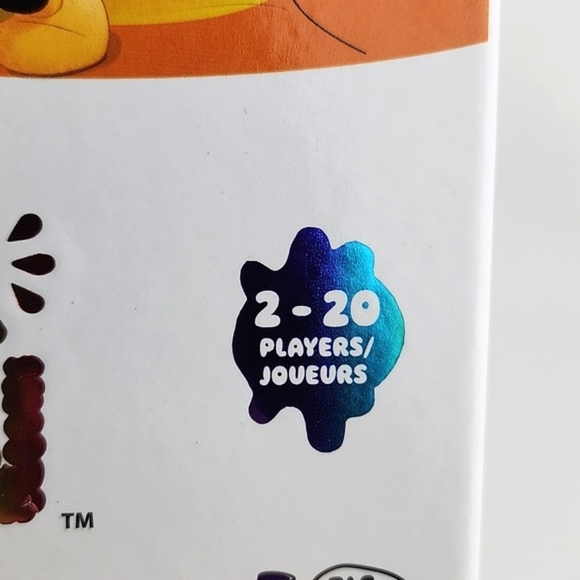 2 - 20
PLAYERS/
JOUEURS
TM